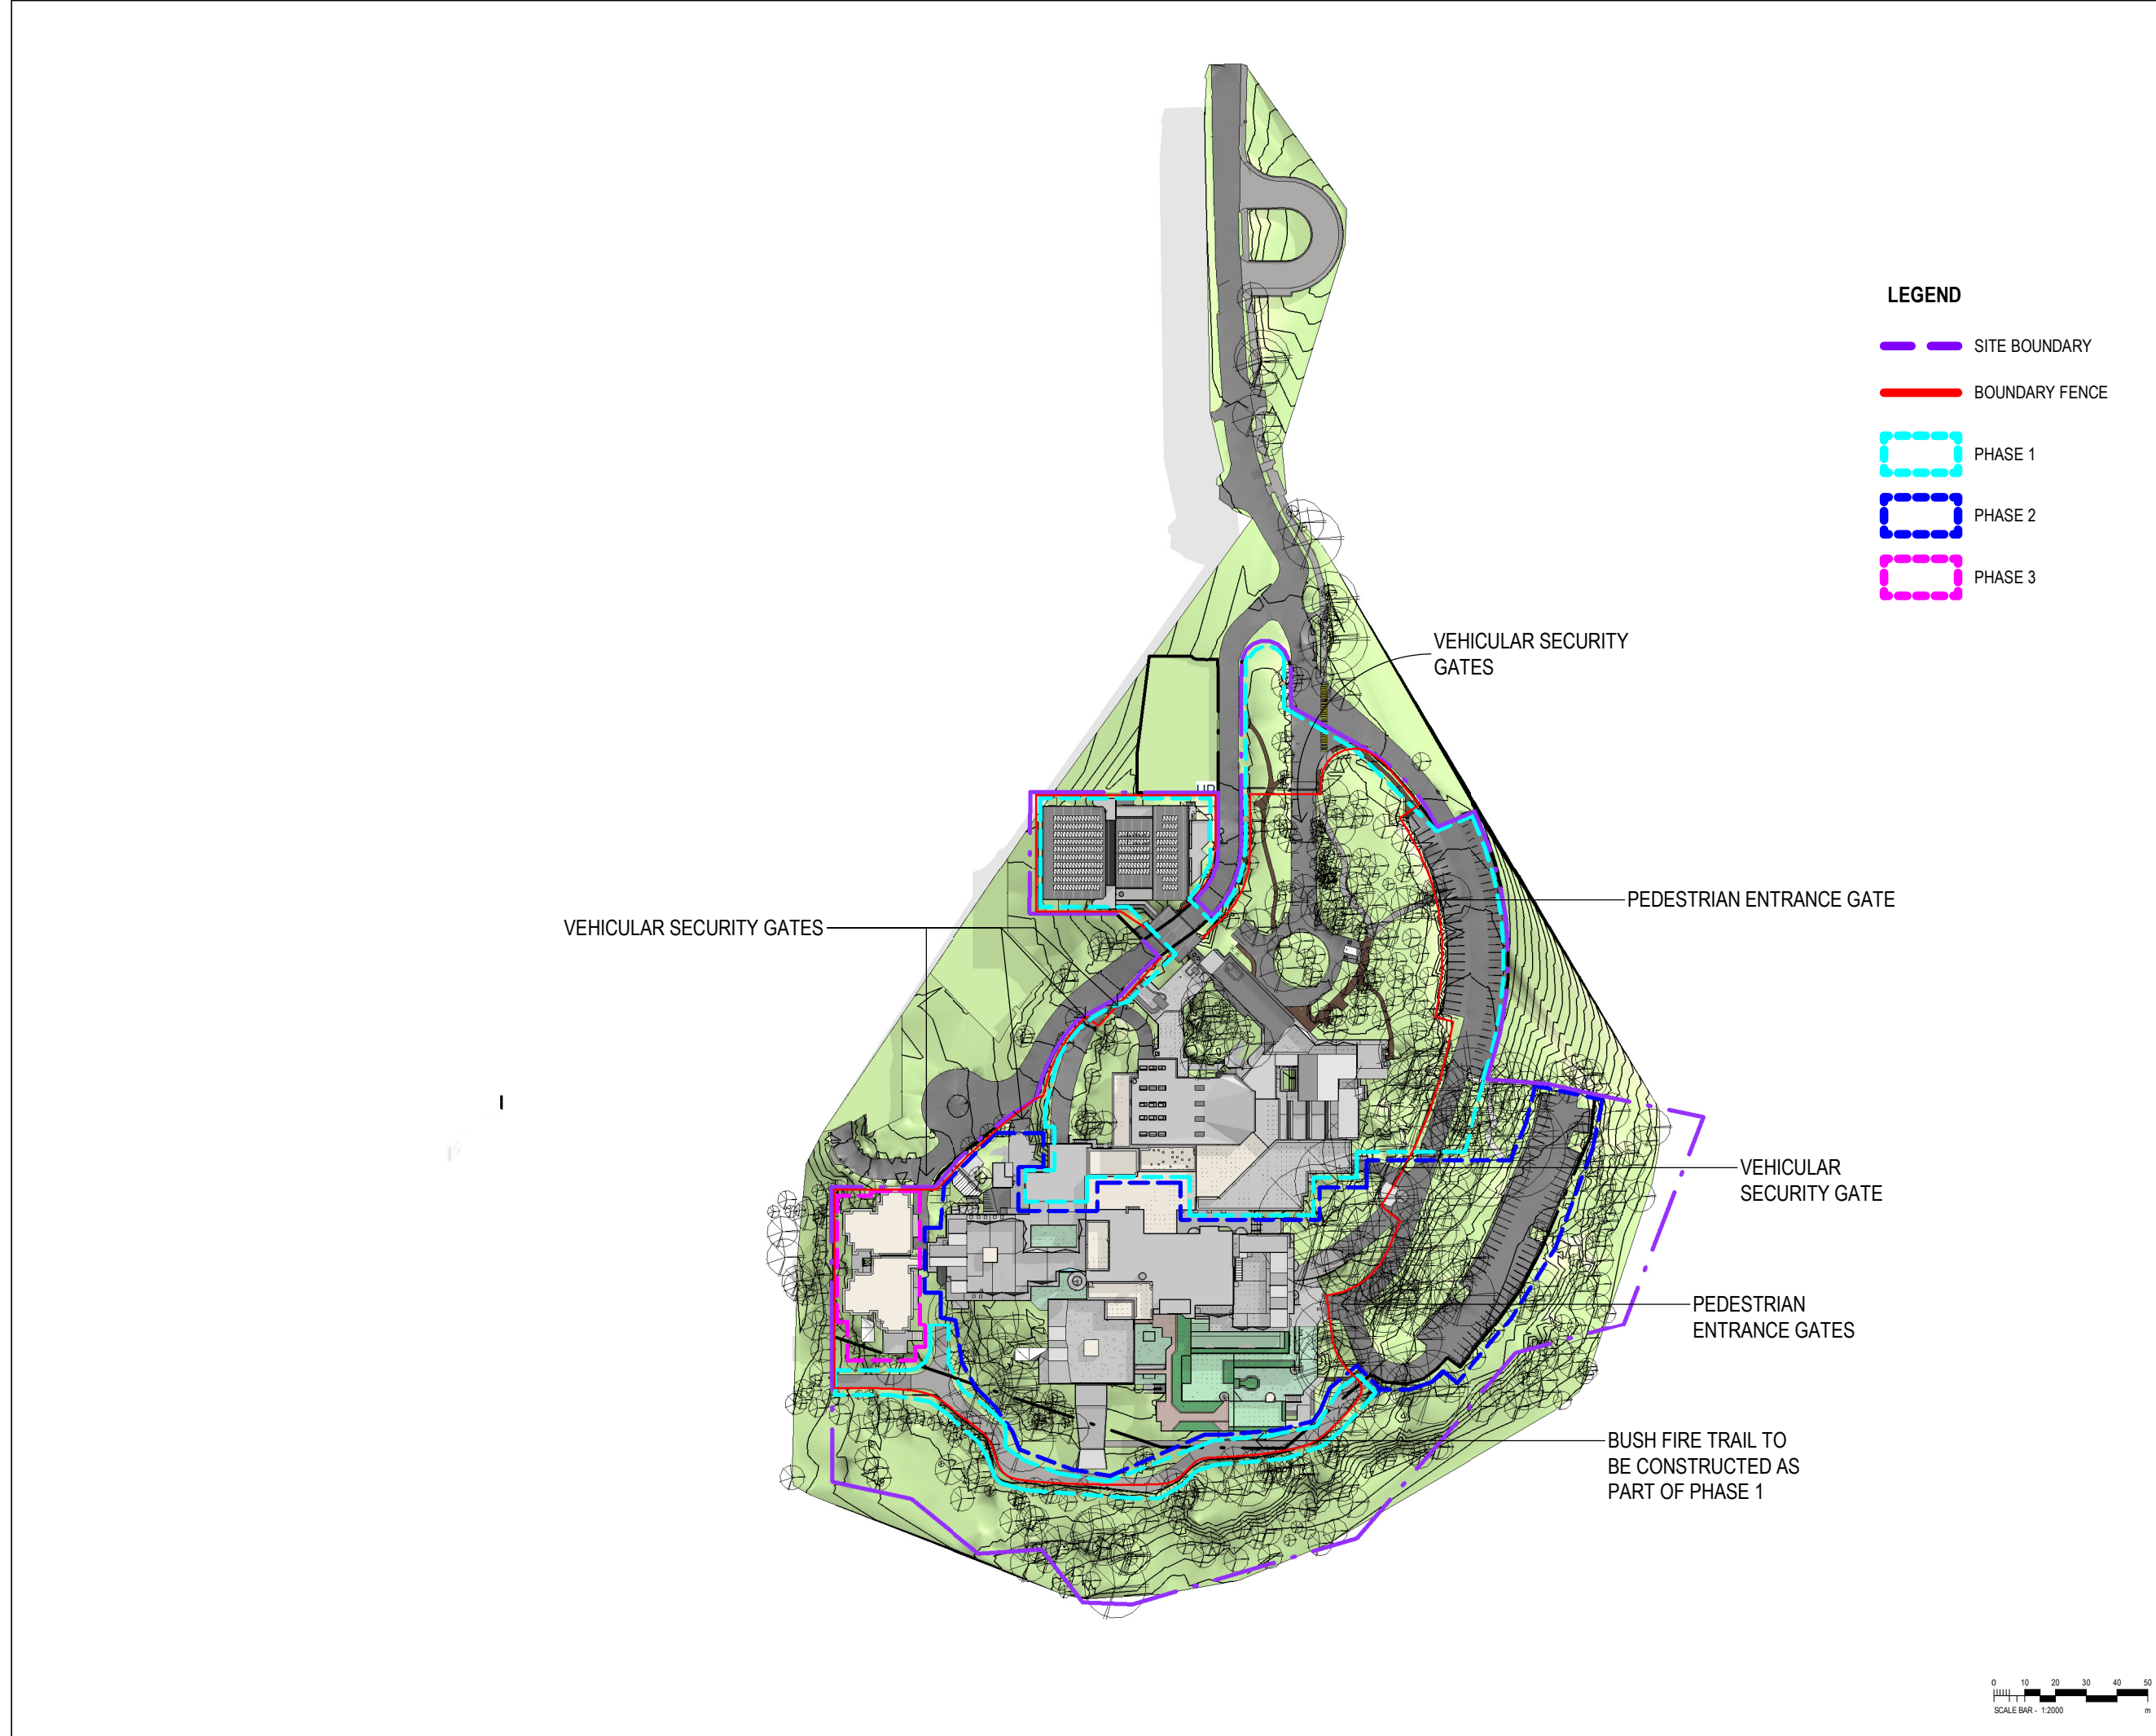 LEGEND
SITE BOUNDARY
BOUNDARY FENCE
PHASE 1
PHASE 2
PHASE 3
VEHICULAR SECURITY
GATES
PEDESTRIAN ENTRANCE GATE
VEHICULAR SECURITY GATES
VEHICULAR
SECURITY GATE
PEDESTRIAN
ENTRANCE GATES
BUSH FIRE TRAIL TO
BE CONSTRUCTED AS
PART OF PHASE 1
0 10 20 30 40 50
SCALE BAR - 1:2000 m